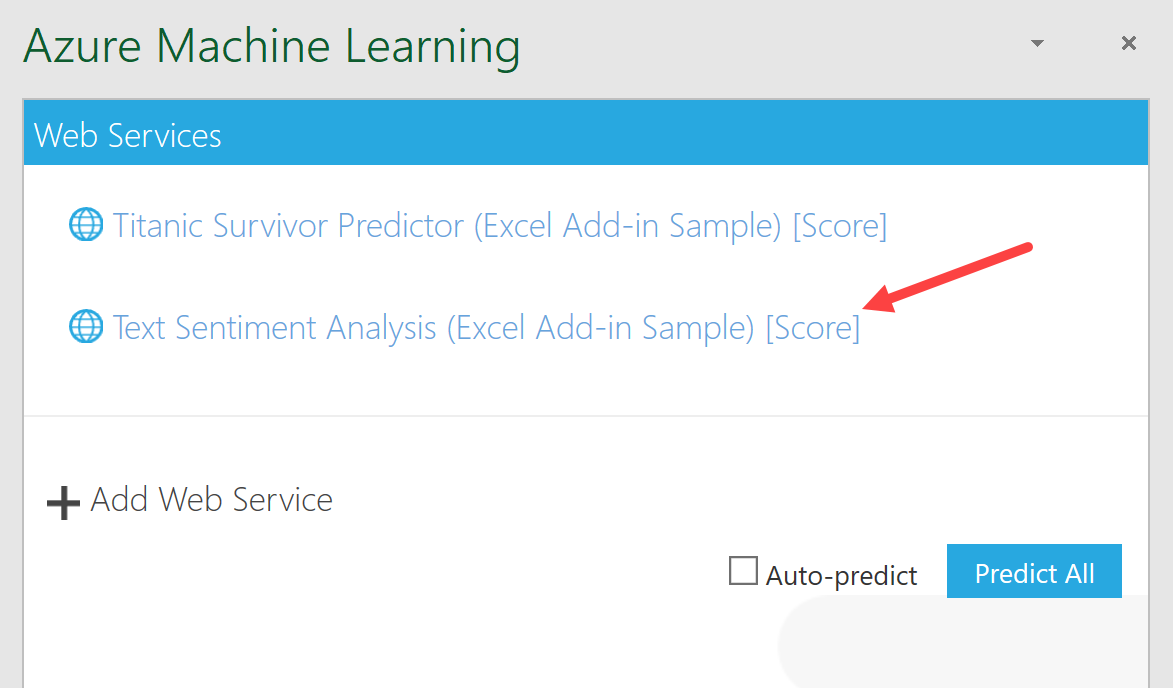 Azure Machine Learning
Web Services
Titanic Survivor Predictor (Excel Add-in Sample) [Score]
Text Sentiment Analysis (Excel Add-in Sample) [Score]
Add Web Service
Auto-predict
Predict All